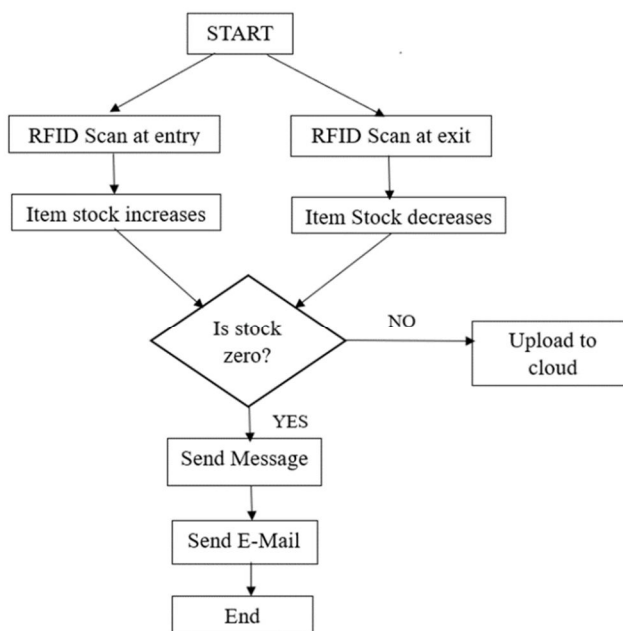 START
RFID Scan at entry
RFID Scan at exit
Item stock increases
Item Stock decreases
Is stock
zero?
NO
Upload to
cloud
YES
Send Message
Send E-Mail
End